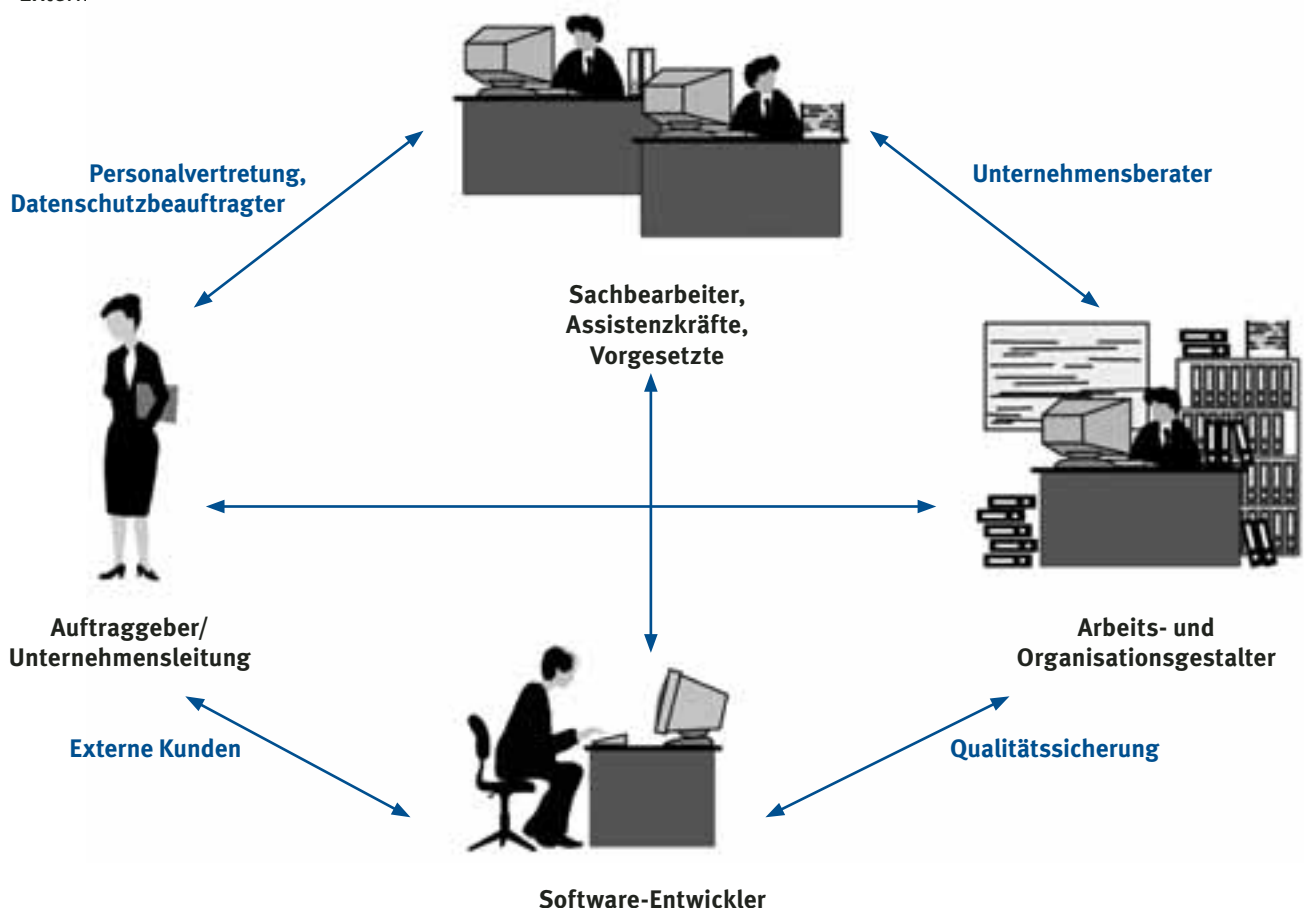 Personalvertretung,
Datenschutzbeauftragter
Unternehmensberater
Sachbearbeiter,
Assistenzkräfte,
Vorgesetzte
Auftraggeber/
Unternehmensleitung
Arbeits- und
Organisationsgestalter
Externe Kunden
Qualitätssicherung
Software-Entwickler